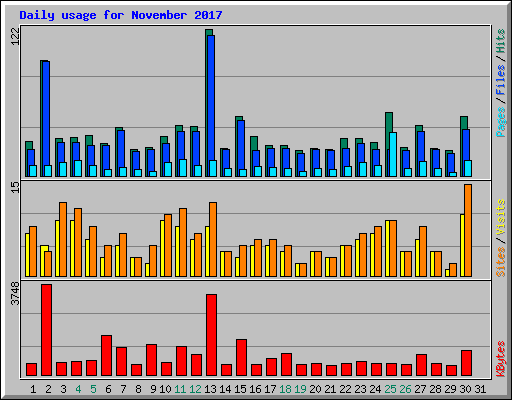 Daily usage for November 2017
122
Pages / Files / Hits
15
Sites / Visits
3748
KBytes
1 2 3 4 5 6 7 8 9 10 11 12 13 14 15 16 17 18 19 20 21 22 23 24 25 26 27 28 29 30 31